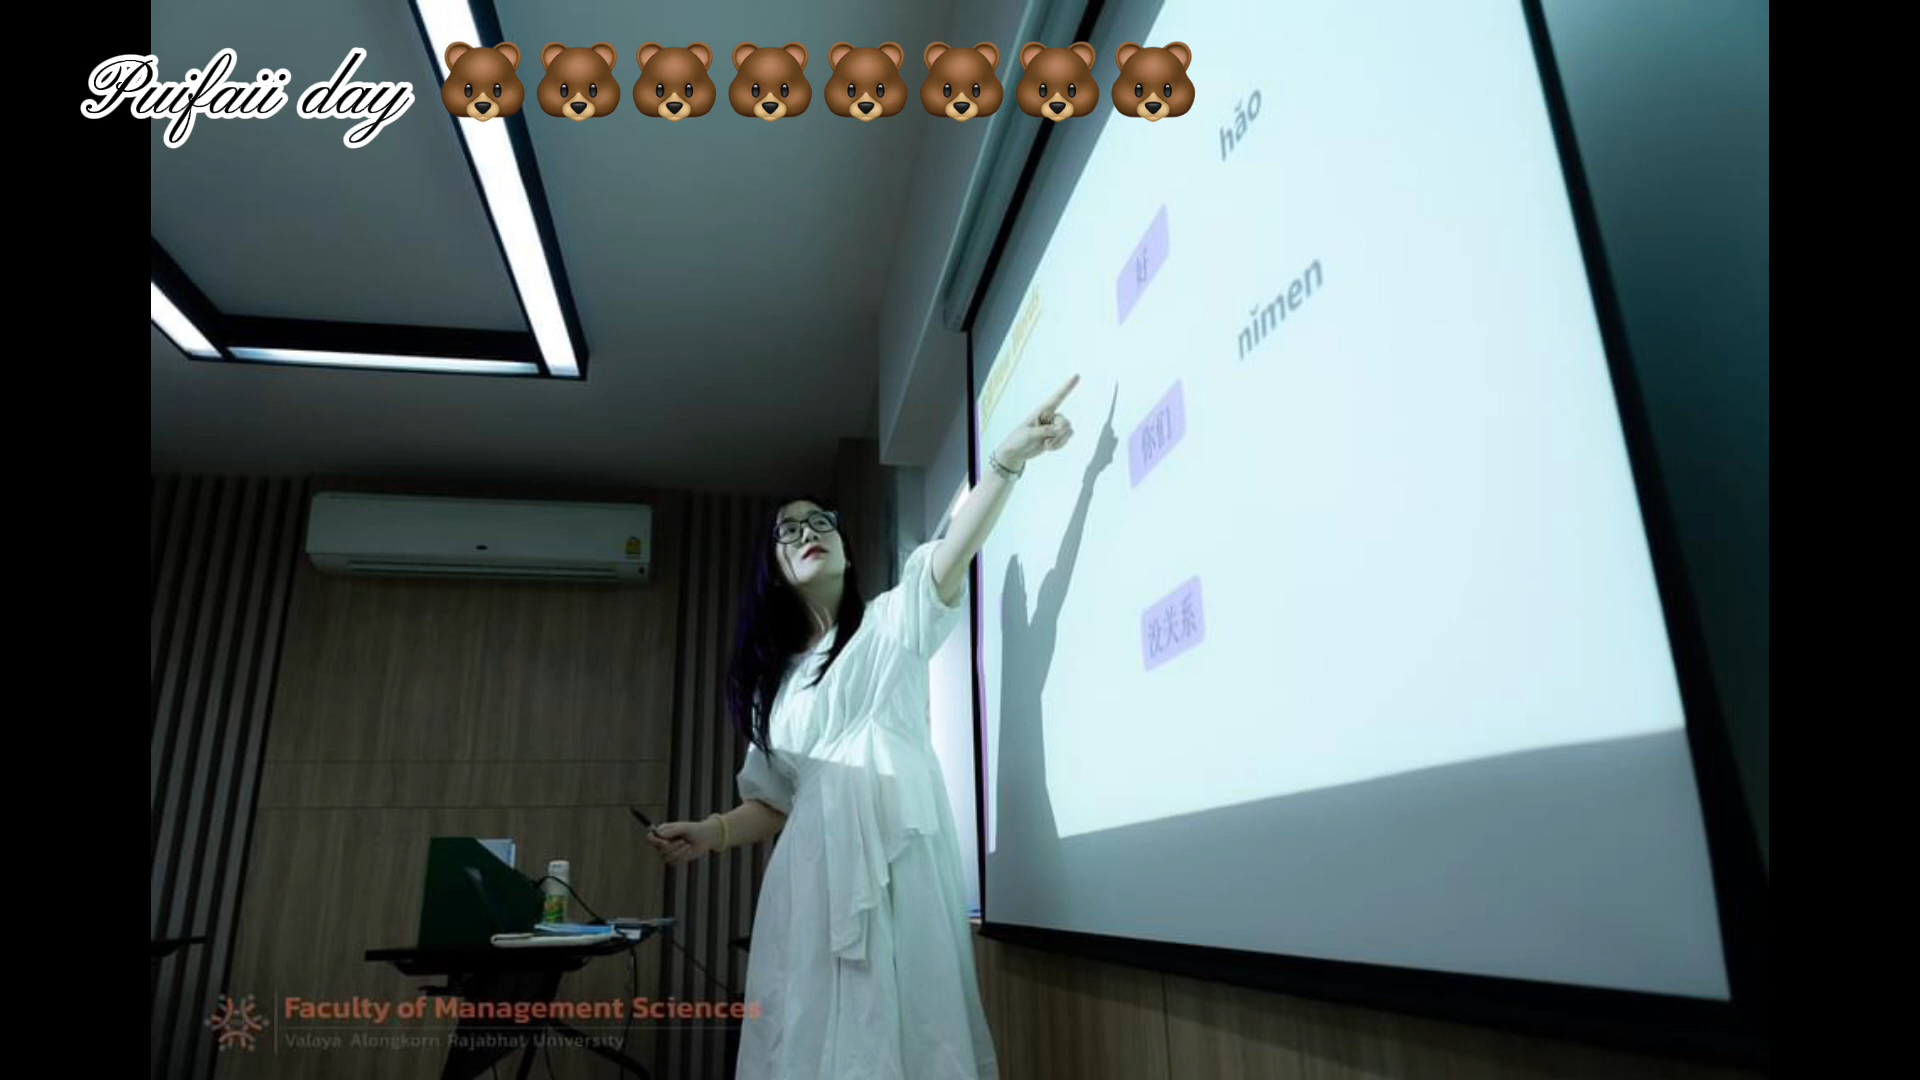 Puifaii day 🐻🐻🐻🐻🐻🐻🐻🐻
hǎo
好
nǐmen
你们
没关系
Faculty of Management Sciences
Valaya Alongkorn Rajabhat University